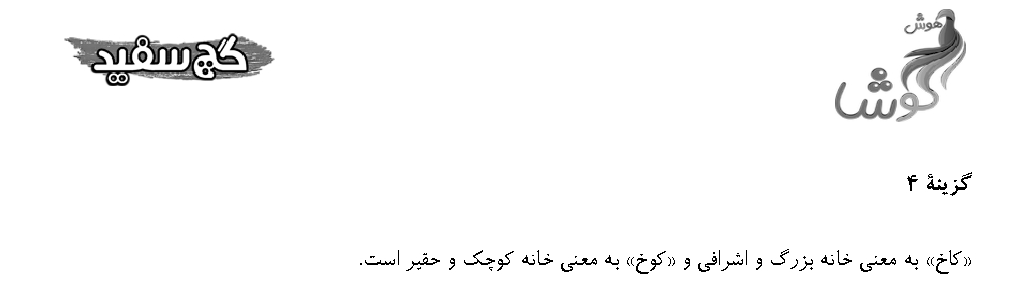 هوش
کوشا
گچ سفید
گزینهٔ ۴
«کاخ» به معنی خانه بزرگ و اشرافی و «کوخ» به معنی خانه کوچک و حقیر است.